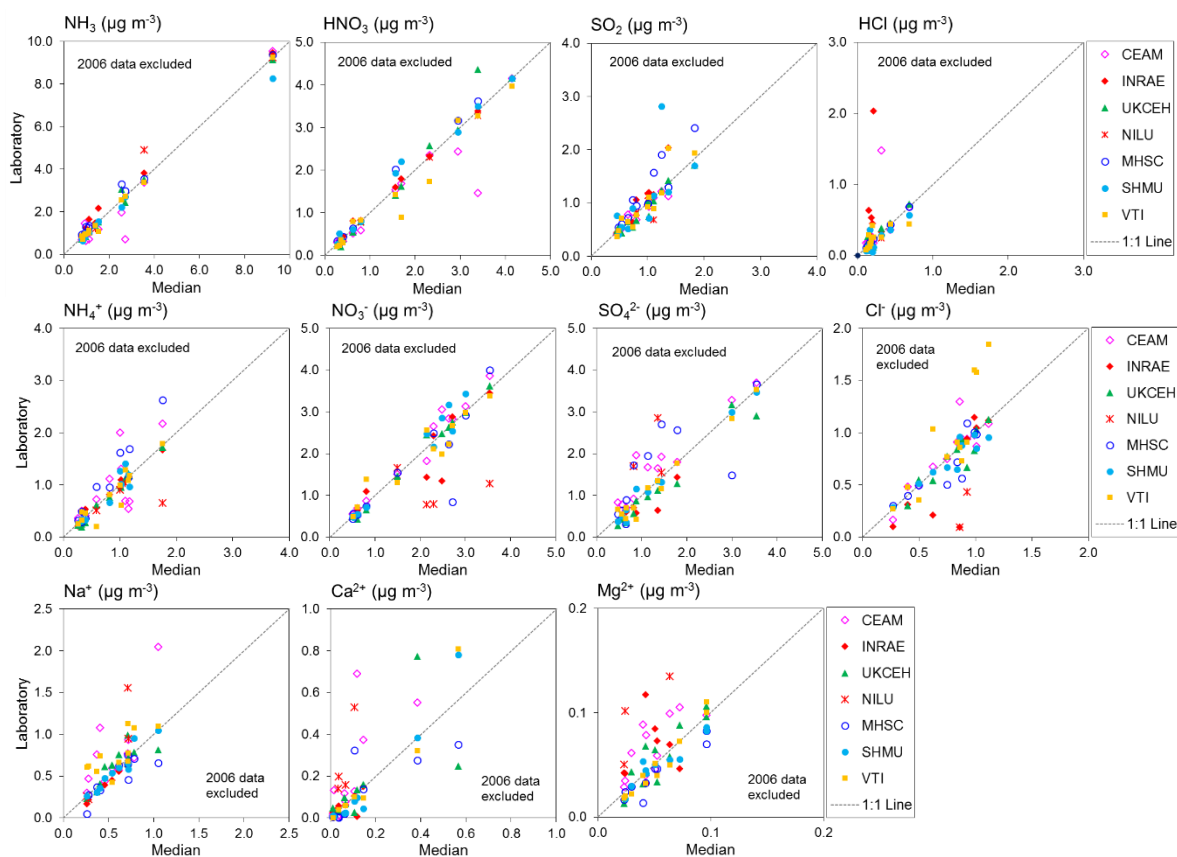 NH₃ (µg m⁻³)
2006 data excluded
10.0
8.0
6.0
4.0
2.0
0.0
Laboratory
0.0 2.0 4.0 6.0 8.0 10
Median
HNO₃ (µg m⁻³)
2006 data excluded
5.0
4.0
3.0
2.0
1.0
0.0
0.0 1.0 2.0 3.0 4.0 5.0
Median
SO₂ (µg m⁻³)
2006 data excluded
4.0
3.0
2.0
1.0
0.0
0.0 1.0 2.0 3.0 4.0
Median
HCl (µg m⁻³)
2006 data excluded
3.0
2.0
1.0
0.0
0.0 1.0 2.0 3.0
Median
CEAM
INRAE
UKCEH
NILU
MHSC
SHMU
VTI
1:1 Line
NH₄⁺ (µg m⁻³)
2006 data excluded
4.0
3.0
2.0
1.0
0.0
Laboratory
0.0 1.0 2.0 3.0 4.0
Median
NO₃⁻ (µg m⁻³)
2006 data excluded
5.0
4.0
3.0
2.0
1.0
0.0
0.0 1.0 2.0 3.0 4.0 5.0
Median
SO₄²⁻ (µg m⁻³)
2006 data excluded
5.0
4.0
3.0
2.0
1.0
0.0
0.0 1.0 2.0 3.0 4.0 5.0
Median
Cl⁻ (µg m⁻³)
2006 data
excluded
2.0
1.5
1.0
0.5
0.0
0.0 0.5 1.0 1.5 2.0
Median
CEAM
INRAE
UKCEH
NILU
MHSC
SHMU
VTI
1:1 Line
Na⁺ (µg m⁻³)
2.5
2.0
1.5
1.0
0.5
0.0
Laboratory
2006 data
excluded
0.0 0.5 1.0 1.5 2.0 2.5
Median
Ca²⁺ (µg m⁻³)
1.0
0.8
0.6
0.4
0.2
0.0
2006 data
excluded
0.0 0.2 0.4 0.6 0.8 1.0
Median
Mg²⁺ (µg m⁻³)
0.2
0.1
0.0
2006 data
excluded
0.0 0.1 0.2
Median
CEAM
INRAE
UKCEH
NILU
MHSC
SHMU
VTI
1:1 Line